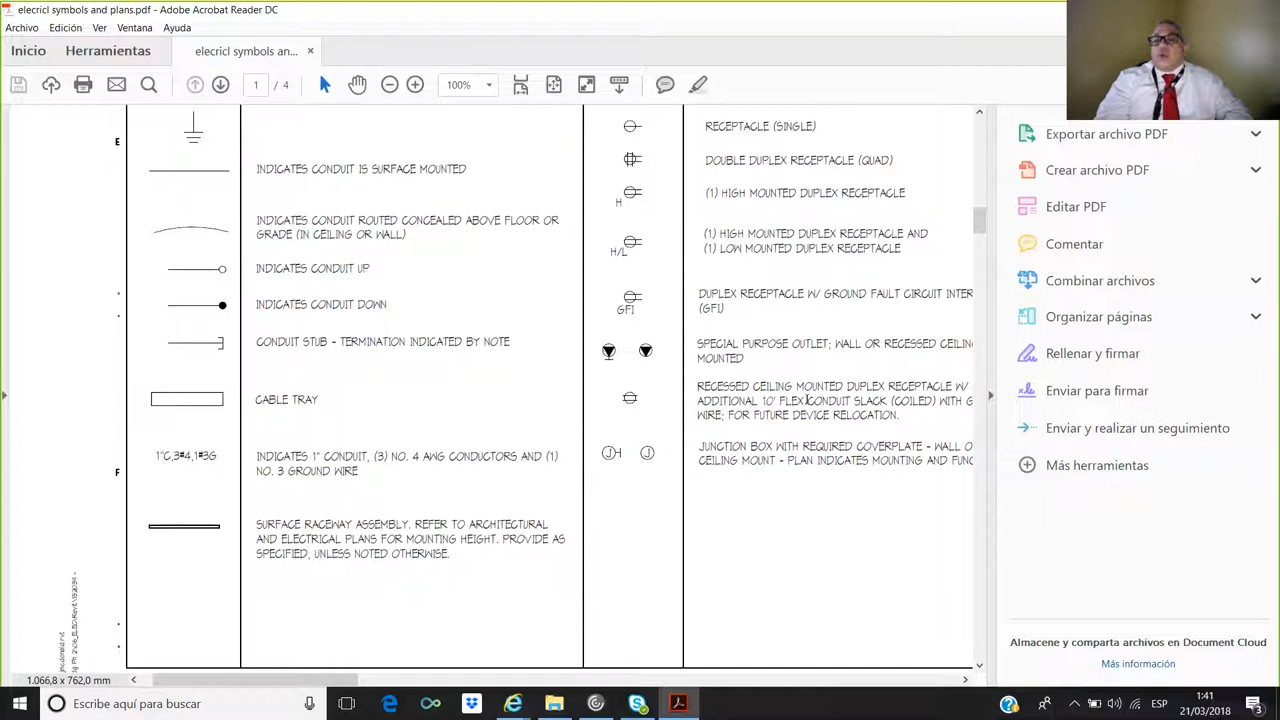 elecricl symbols and plans.pdf - Adobe Acrobat Reader DC
Archivo Edición Ver Ventana Ayuda
Inicio Herramientas elecricl symbols an... ×
1 / 4 100%
E
INDICATES CONDUIT IS SURFACE MOUNTED
INDICATES CONDUIT ROUTED CONCEALED ABOVE FLOOR OR
GRADE (IN CEILING OR WALL)
INDICATES CONDUIT UP
INDICATES CONDUIT DOWN
CONDUIT STUB - TERMINATION INDICATED BY NOTE
CABLE TRAY
1"C,3#4,1#3G
INDICATES 1" CONDUIT, (3) NO. 4 AWG CONDUCTORS AND (1)
NO. 3 GROUND WIRE
F
SURFACE RACEWAY ASSEMBLY. REFER TO ARCHITECTURAL
AND ELECTRICAL PLANS FOR MOUNTING HEIGHT. PROVIDE AS
SPECIFIED, UNLESS NOTED OTHERWISE.
RECEPTACLE (SINGLE)
DOUBLE DUPLEX RECEPTACLE (QUAD)
H
(1) HIGH MOUNTED DUPLEX RECEPTACLE
H/L
(1) HIGH MOUNTED DUPLEX RECEPTACLE AND
(1) LOW MOUNTED DUPLEX RECEPTACLE
GFI
DUPLEX RECEPTACLE W/ GROUND FAULT CIRCUIT INTER
(GFI)
SPECIAL PURPOSE OUTLET; WALL OR RECESSED CEILIN
MOUNTED
RECESSED CEILING MOUNTED DUPLEX RECEPTACLE W/
ADDITIONAL 10' FLEX CONDUIT SLACK (COILED) WITH G
WIRE; FOR FUTURE DEVICE RELOCATION.
JH J
JUNCTION BOX WITH REQUIRED COVERPLATE - WALL O
CEILING MOUNT - PLAN INDICATES MOUNTING AND FUNC
Exportar archivo PDF
Crear archivo PDF
Editar PDF
Comentar
Combinar archivos
Organizar páginas
Rellenar y firmar
Enviar para firmar
Enviar y realizar un seguimiento
Más herramientas
Almacene y comparta archivos en Document Cloud
Más información
1.066,8 x 762,0 mm
Escribe aquí para buscar
ESP
1:41
21/03/2018
3